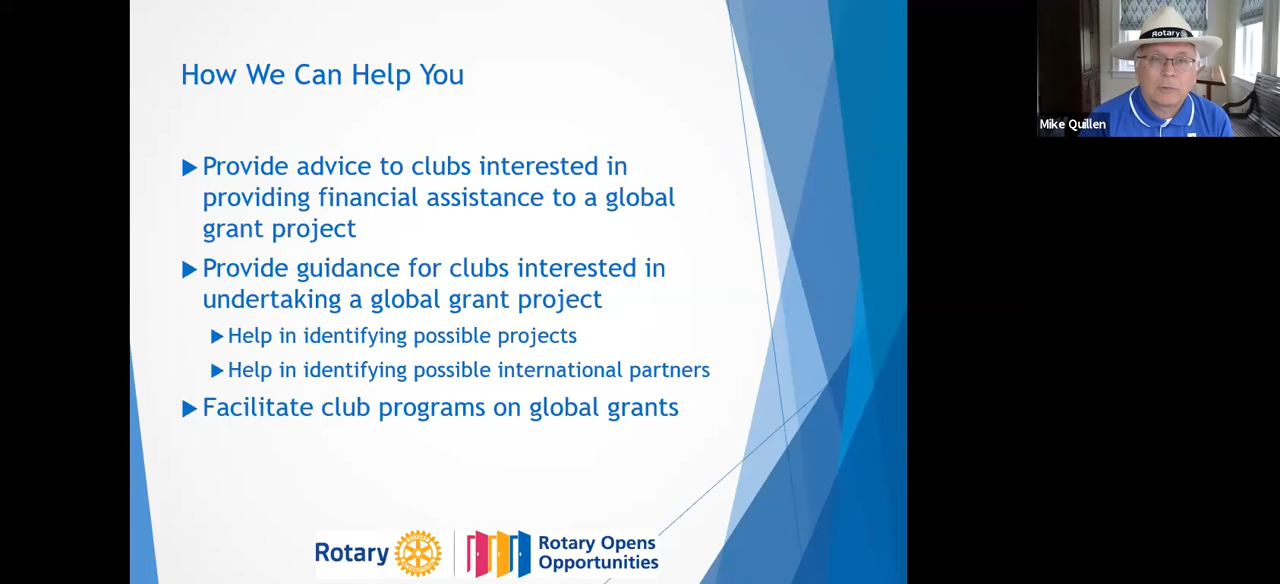 How We Can Help You
Provide advice to clubs interested in
providing financial assistance to a global
grant project
Provide guidance for clubs interested in
undertaking a global grant project
Help in identifying possible projects
Help in identifying possible international partners
Facilitate club programs on global grants
Rotary
Rotary Opens
Opportunities
Rotary
Mike Quillen